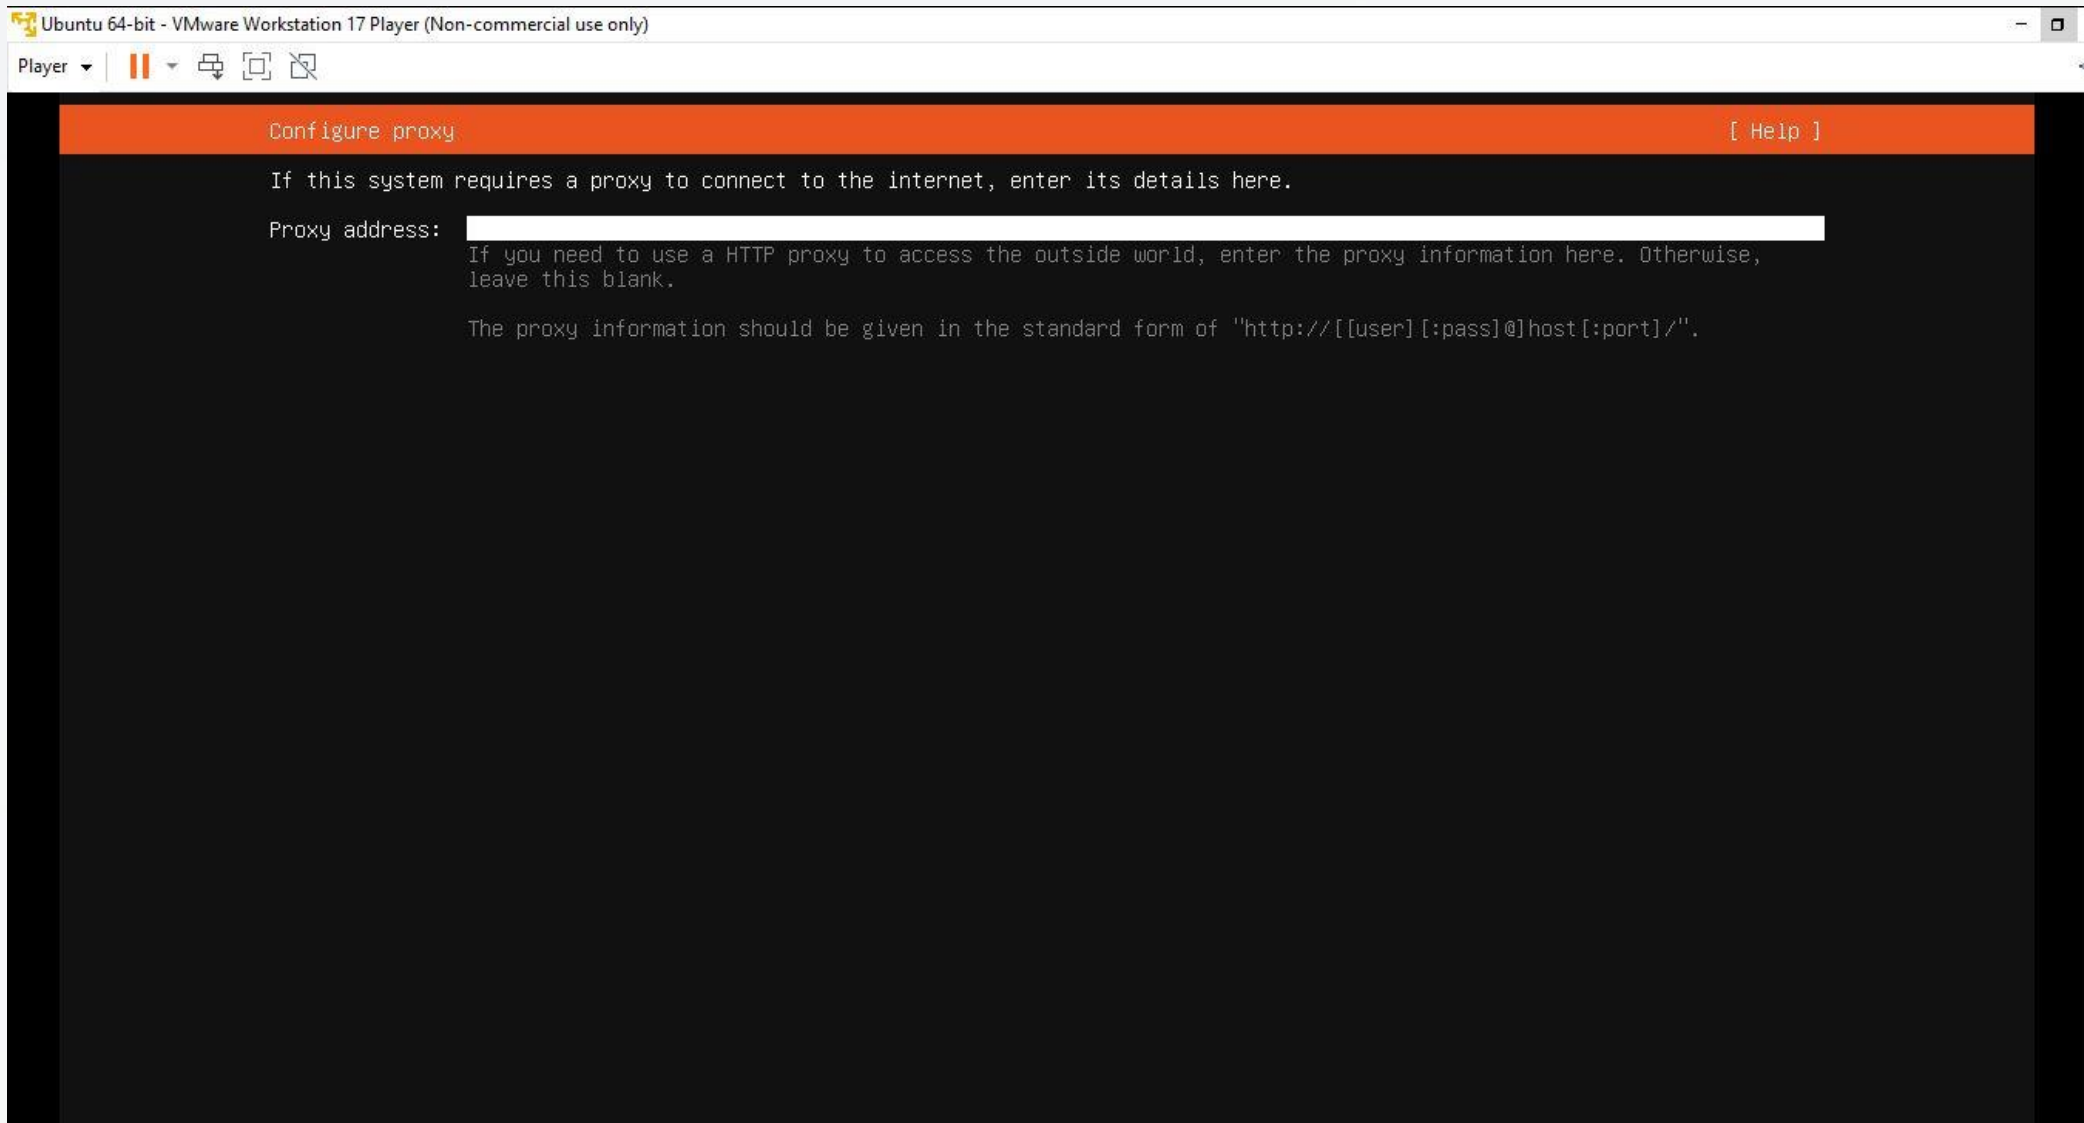 Ubuntu 64-bit - VMware Workstation 17 Player (Non-commercial use only)
Player
Configure proxy [ Help ]
If this system requires a proxy to connect to the internet, enter its details here.
Proxy address:
If you need to use a HTTP proxy to access the outside world, enter the proxy information here. Otherwise,
leave this blank.
The proxy information should be given in the standard form of "http://[[user][:pass]@]host[:port]/".